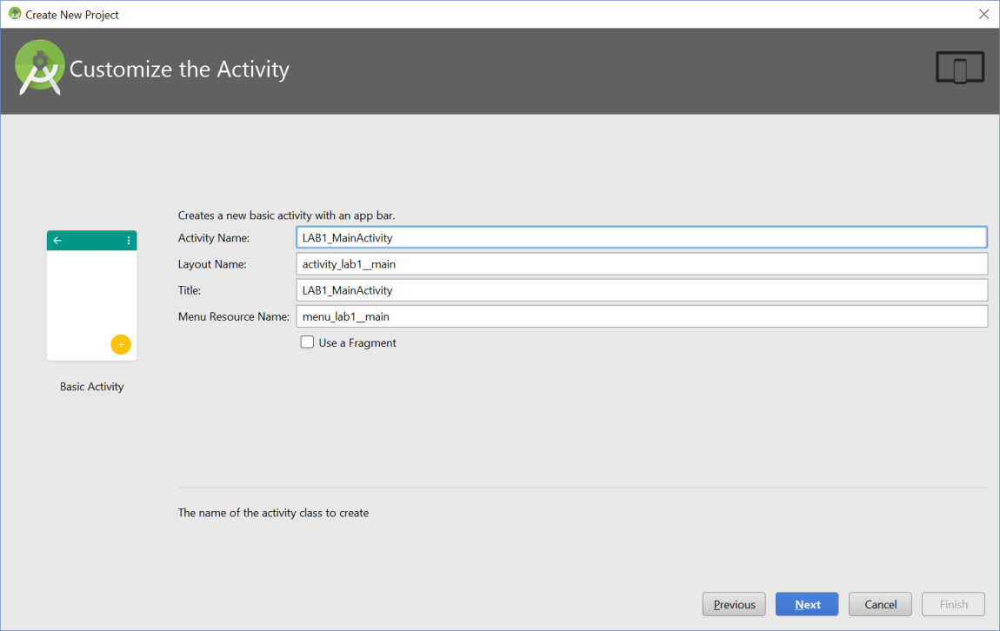 Create New Project
Customize the Activity
Creates a new basic activity with an app bar.
Activity Name: LAB1_MainActivity
Layout Name: activity_lab1__main
Title: LAB1_MainActivity
Menu Resource Name: menu_lab1__main
Use a Fragment
Basic Activity
The name of the activity class to create
Previous Next Cancel Finish